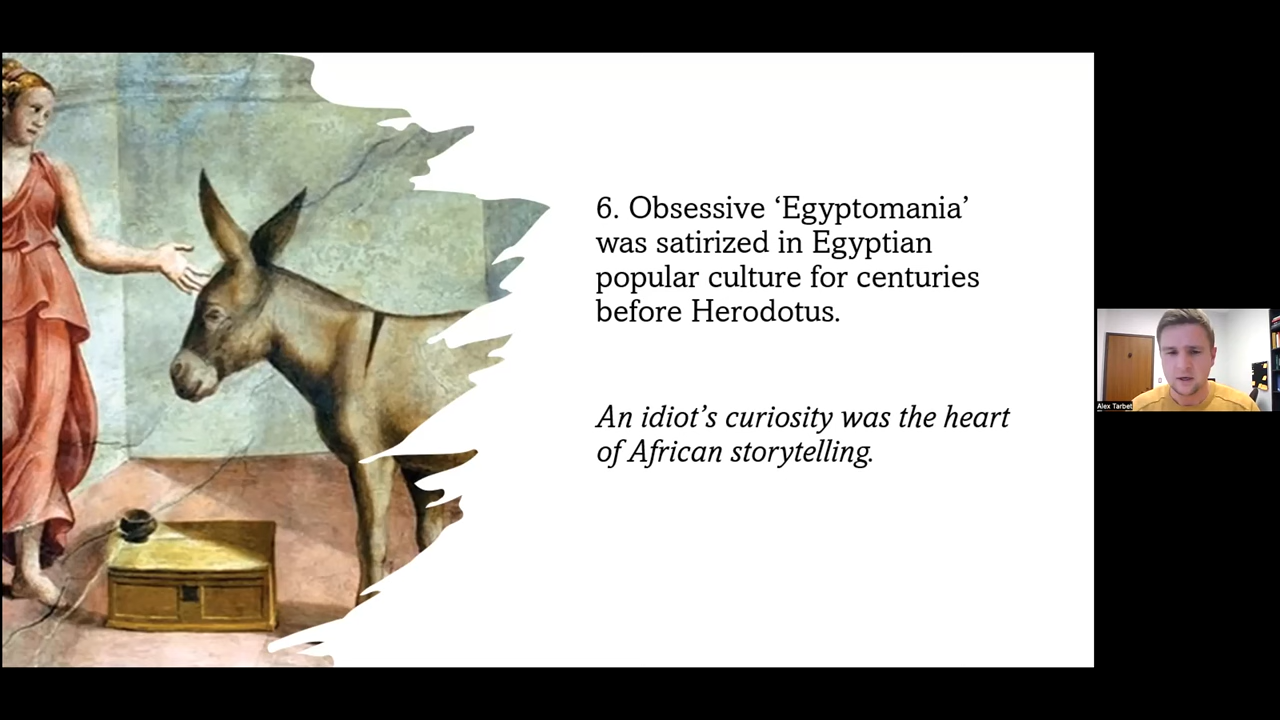 6. Obsessive ‘Egyptomania’
was satirized in Egyptian
popular culture for centuries
before Herodotus.
An idiot’s curiosity was the heart
of African storytelling.
Alex Tarbet